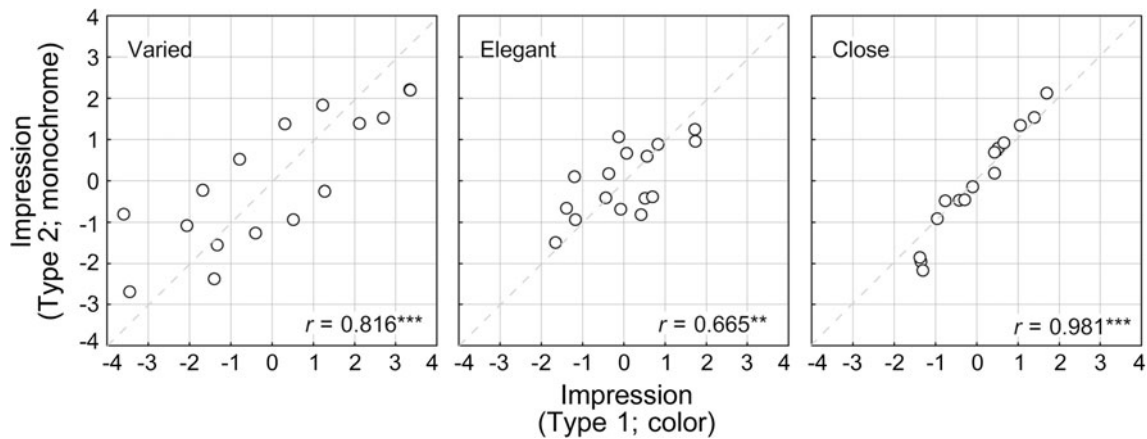 Impression
(Type 2; monochrome)
4
3
2
1
0
-1
-2
-3
-4
Varied
r = 0.816***
-4 -3 -2 -1 0 1 2 3 4
Elegant
r = 0.665**
-4 -3 -2 -1 0 1 2 3 4
Close
r = 0.981***
-4 -3 -2 -1 0 1 2 3 4
Impression
(Type 1; color)